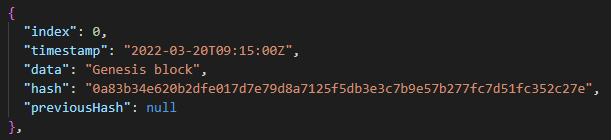 {
"index": 0,
"timestamp": "2022-03-20T09:15:00Z",
"data": "Genesis block",
"hash": "0a83b34e620b2dfe017d7e79d8a7125f5db3e3c7b9e57b277fc7d51fc352c27e",
"previousHash": null
},